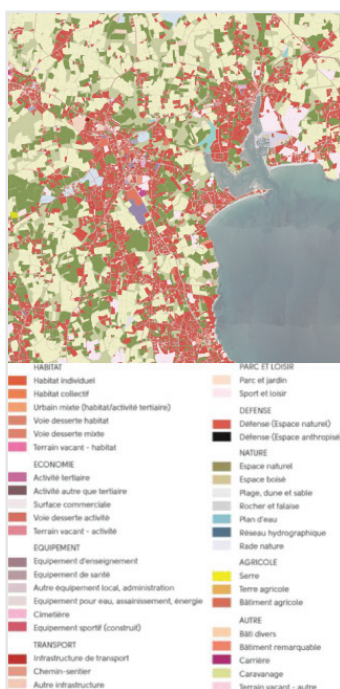 HABITAT
Habitat individuel
Habitat collectif
Urbain mixte (habitat/activité tertiaire)
Voie desserte habitat
Voie desserte mixte
Terrain vacant - habitat
ECONOMIE
Activité tertiaire
Activité autre que tertiaire
Surface commerciale
Voie desserte activité
Terrain vacant - activité
EQUIPEMENT
Equipement d'enseignement
Equipement de santé
Autre équipement local, administration
Equipement pour eau, assainissement, énergie
Cimetière
Equipement sportif (construit)
TRANSPORT
Infrastructure de transport
Chemin-sentier
Autre infrastructure
PARC ET LOISIR
Parc et jardin
Sport et loisir
DEFENSE
Défense (Espace naturel)
Défense (Espace anthropisé)
NATURE
Espace naturel
Espace boisé
Plage, dune et sable
Rocher et falaise
Plan d'eau
Réseau hydrographique
Rade nature
AGRICOLE
Serre
Terre agricole
Bâtiment agricole
AUTRE
Bâti divers
Bâtiment remarquable
Carrière
Caravanage
Terrain vacant - autre